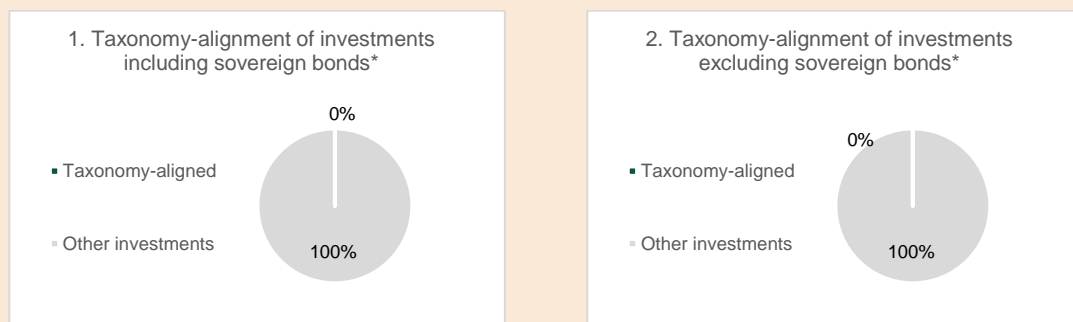 1. Taxonomy-alignment of investments
including sovereign bonds*
0%
Taxonomy-aligned
Other investments
100%
2. Taxonomy-alignment of investments
excluding sovereign bonds*
0%
Taxonomy-aligned
Other investments
100%